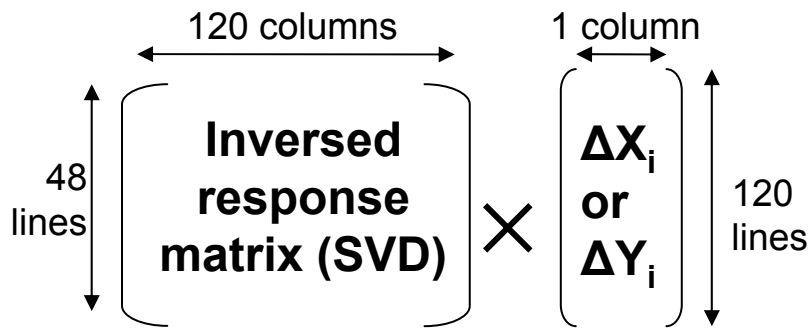 120 columns
1 column
48
lines
Inversed
response
matrix (SVD)
×
ΔXi
or
ΔYi
120
lines